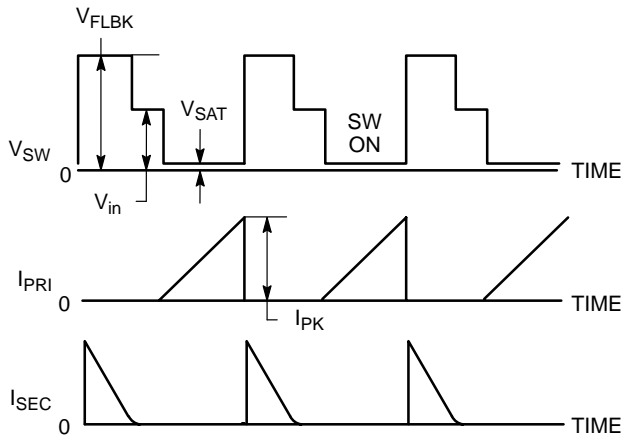 VFLBK
VSAT
SW
ON
VSW
0
TIME
Vin
IPRI
0
TIME
IPK
ISEC
0
TIME